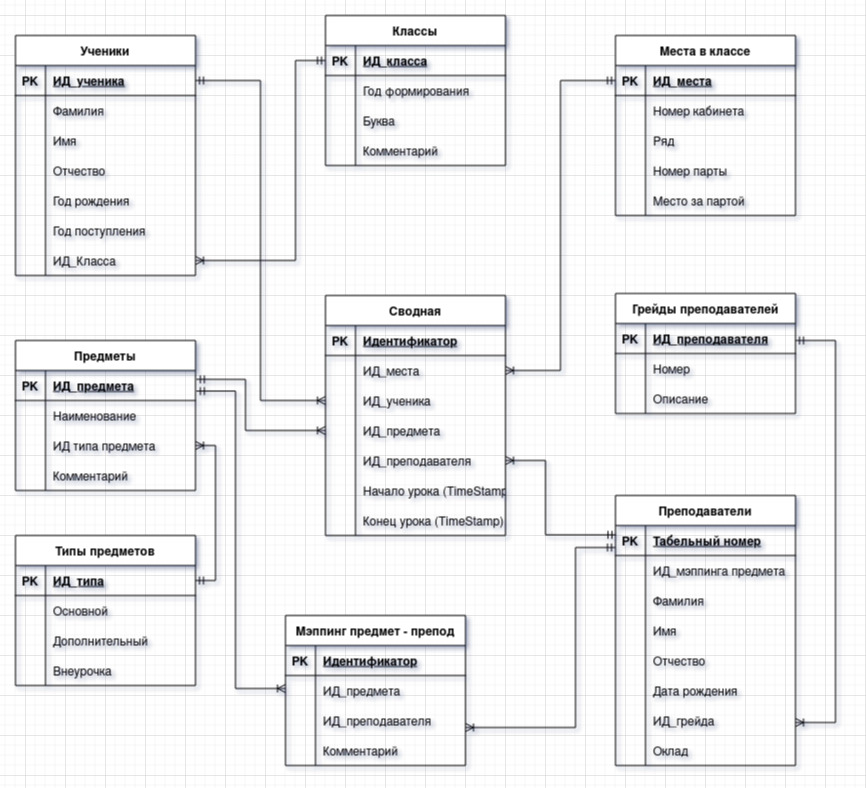 Ученики
PK ИД_ученика
Фамилия
Имя
Отчество
Год рождения
Год поступления
ИД_Класса
Классы
PK ИД_класса
Год формирования
Буква
Комментарий
Места в классе
PK ИД_места
Номер кабинета
Ряд
Номер парты
Место за партой
Предметы
PK ИД_предмета
Наименование
ИД типа предмета
Комментарий
Сводная
PK Идентификатор
ИД_места
ИД_ученика
ИД_предмета
ИД_преподавателя
Начало урока (TimeStamp
Конец урока (TimeStamp)
Грейды преподавателей
PK ИД_преподавателя
Номер
Описание
Типы предметов
PK ИД_типа
Основной
Дополнительный
Внеурочка
Мэппинг предмет - препод
PK Идентификатор
ИД_предмета
ИД_преподавателя
Комментарий
Преподаватели
PK Табельный номер
ИД_мэппинга предмета
Фамилия
Имя
Отчество
Дата рождения
ИД_грейда
Оклад